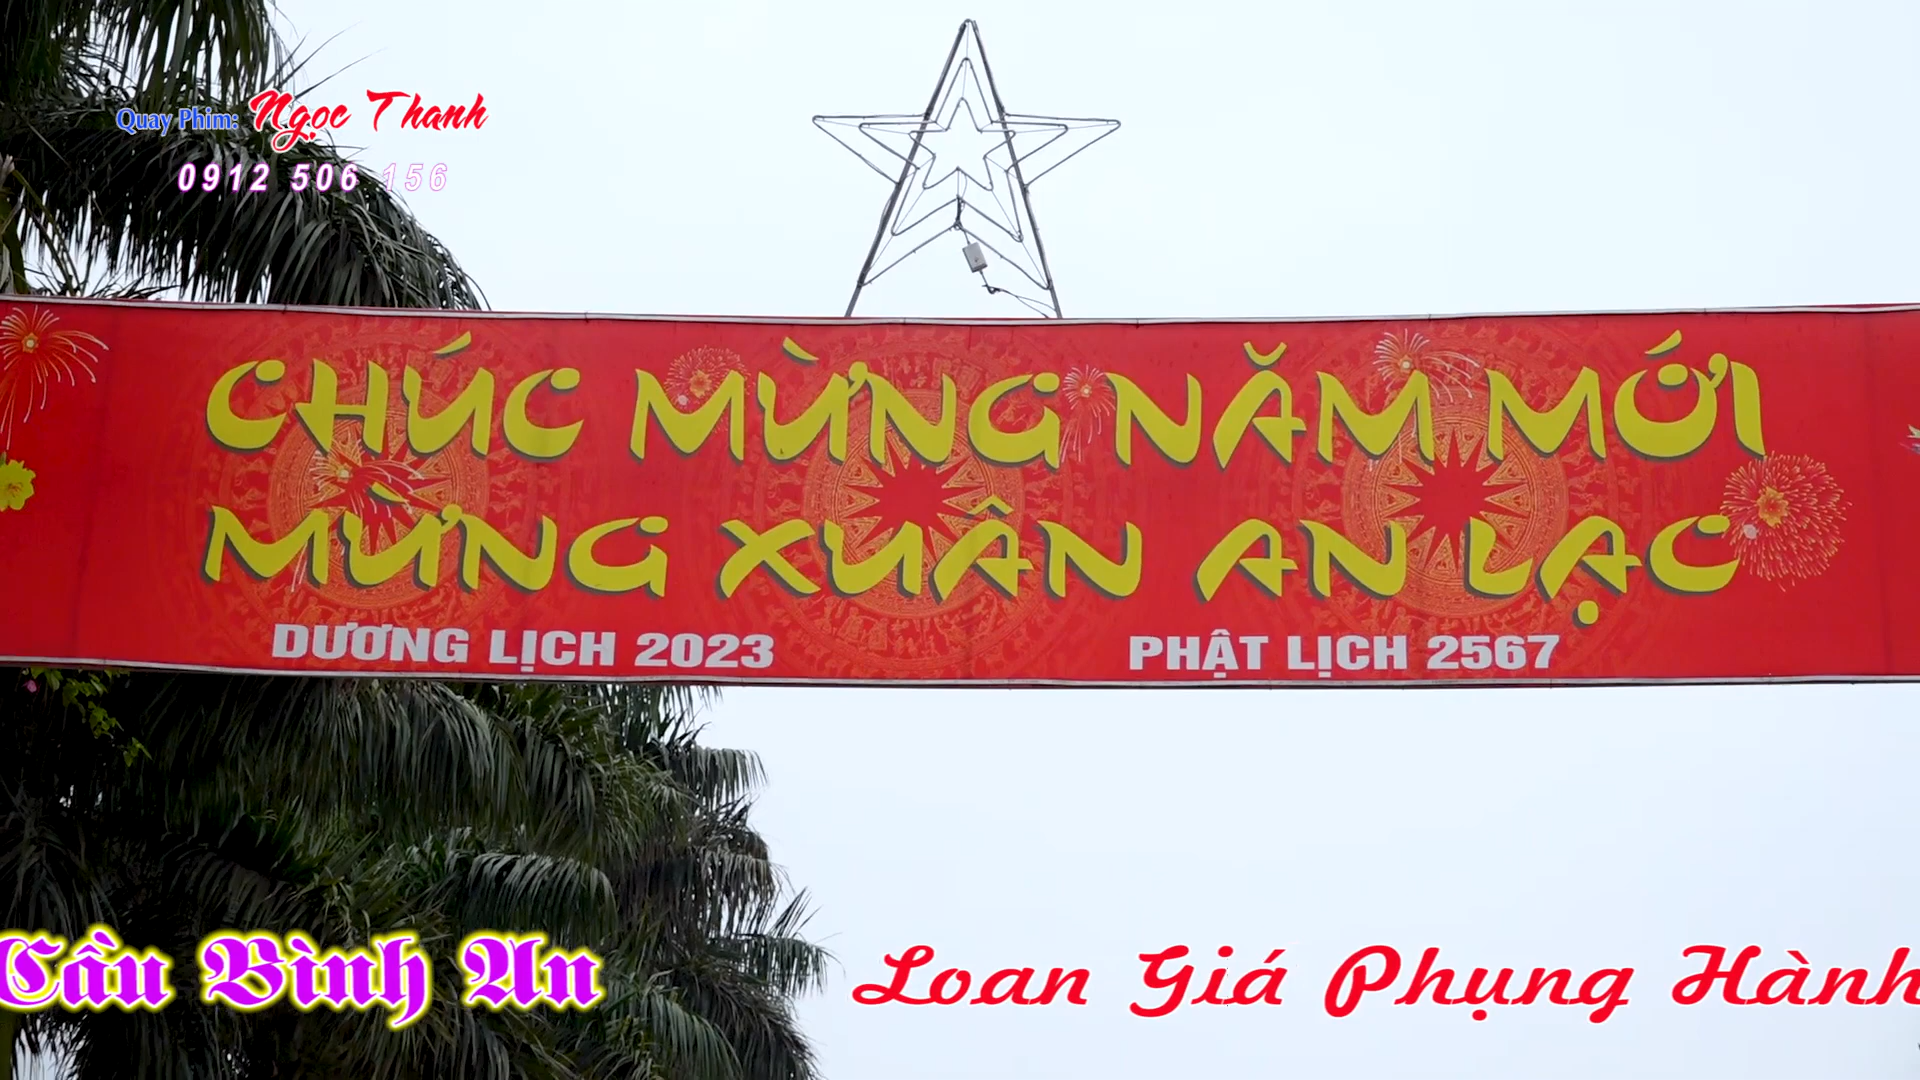 Quay Phim: Ngọc Thanh
0912 506 156
CHÚC MỪNG NĂM MỚI
MỪNG XUÂN AN LẠC
DƯƠNG LỊCH 2023 PHẬT LỊCH 2567
Cầu Bình An Loan Giá Phụng Hành